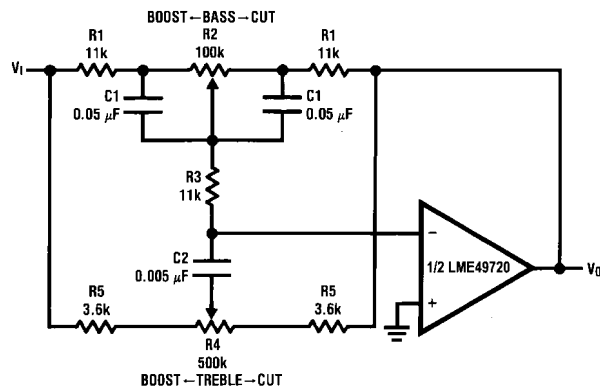 BOOST←BASS→CUT
R1
11k
R2
100k
R1
11k
VI
C1
0.05 μF
C1
0.05 μF
R3
11k
C2
0.005 μF
−
1/2 LME49720
+
VO
R5
3.6k
R5
3.6k
R4
500k
BOOST←TREBLE→CUT